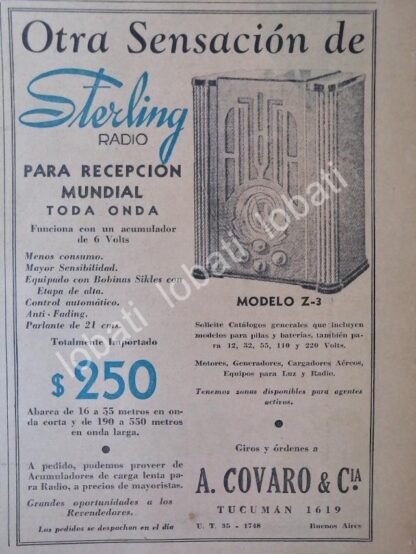 Otra Sensación de
Sterling
RADIO
PARA RECEPCIÓN
MUNDIAL
TODA ONDA
Funciona con un acumulador
de 6 Volts
Menos consumo.
Mayor Sensibilidad.
Equipado con Bobinas Sikles con
Etapa de alta.
Control automático.
Anti - Fading.
Parlante de 21 cms.
Totalmente Importado
$ 250
Abarca de 16 a 55 metros en on-
da corta y de 190 a 550 metros
en onda larga.
A pedido, podemos proveer de
Acumuladores de carga lenta pa-
ra Radio, a precios de mayoristas.
Grandes oportunidades a los
Revendedores.
Los pedidos se despachan en el día
MODELO Z-3
Solicite Catálogos generales que incluyen
modelos para pilas y baterías, también pa-
ra 12, 32, 55, 110 y 220 Volts.
Motores, Generadores, Cargadores Aéreos,
Equipos para Luz y Radio.
Tenemos zonas disponibles para agentes
activos.
Giros y órdenes a
A. COVARO & CIA
TUCUMÁN 1619
U. T. 35 - 1748 Buenos Aires
lobati lobati lobati lobati